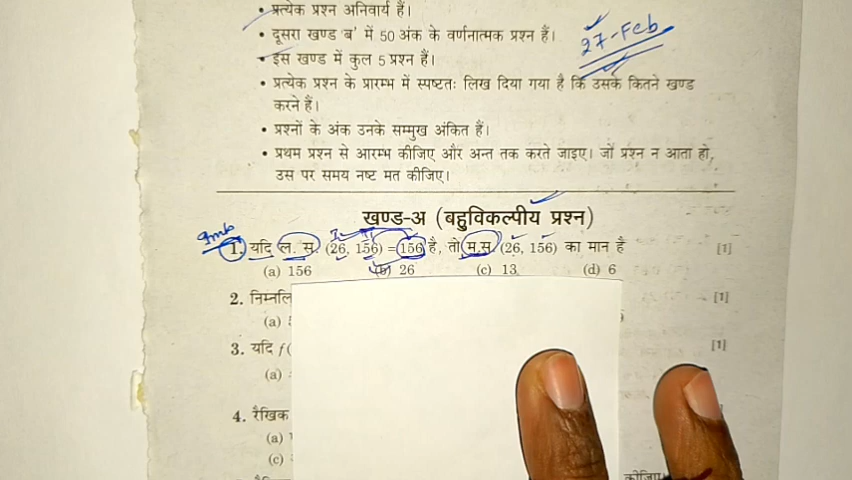 • प्रत्येक प्रश्न अनिवार्य हैं।
• दूसरा खण्ड 'ब' में 50 अंक के वर्णनात्मक प्रश्न हैं।
27-Feb
• इस खण्ड में कुल 5 प्रश्न हैं।
• प्रत्येक प्रश्न के प्रारम्भ में स्पष्टतः लिख दिया गया है कि उसके कितने खण्ड
करने हैं।
• प्रश्नों के अंक उनके सम्मुख अंकित हैं।
• प्रथम प्रश्न से आरम्भ कीजिए और अन्त तक करते जाइए। जो प्रश्न न आता हो,
उस पर समय नष्ट मत कीजिए।
खण्ड-अ (बहुविकल्पीय प्रश्न)
1. यदि ल. स. (26, 156) = 156 है, तो म.स. (26, 156) का मान है [1]
(a) 156 (b) 26 (c) 13 (d) 6
2. [1]
(a)
3. यदि f( [1]
(a)
4. रैखिक
(a)
(c)